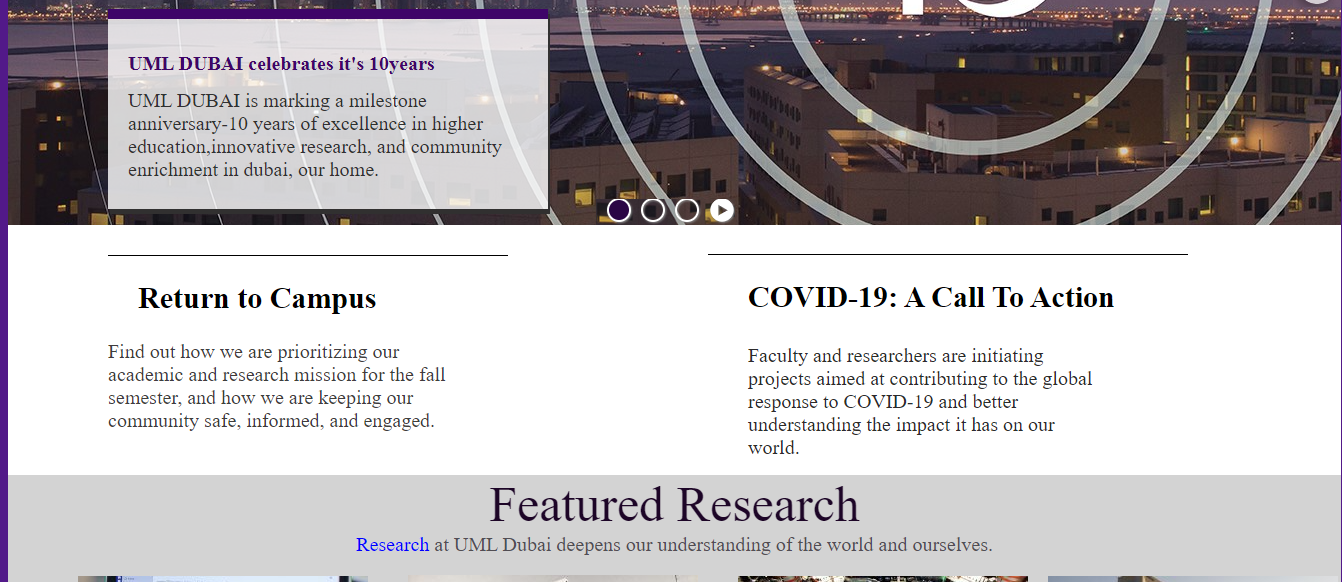 UML DUBAI celebrates it's 10years
UML DUBAI is marking a milestone
anniversary-10 years of excellence in higher
education,innovative research, and community
enrichment in dubai, our home.
Return to Campus
Find out how we are prioritizing our
academic and research mission for the fall
semester, and how we are keeping our
community safe, informed, and engaged.
COVID-19: A Call To Action
Faculty and researchers are initiating
projects aimed at contributing to the global
response to COVID-19 and better
understanding the impact it has on our
world.
Featured Research
Research at UML Dubai deepens our understanding of the world and ourselves.